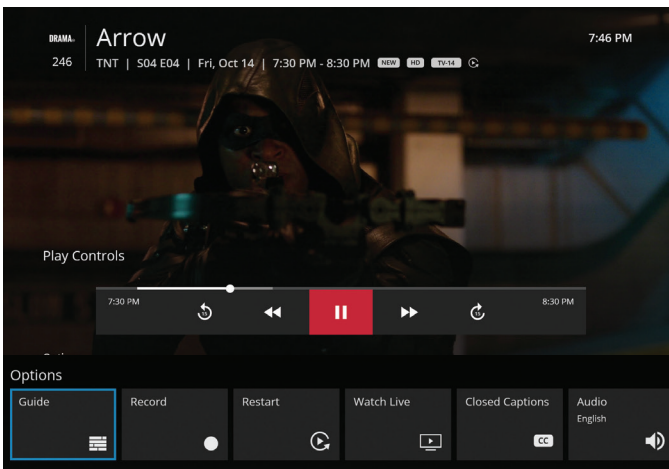 DRAMA
Arrow
7:46 PM
246
TNT | S04 E04 | Fri, Oct 14 | 7:30 PM - 8:30 PM NEW HD TV-14
Play Controls
7:30 PM
15
15
8:30 PM
Options
Guide
Record
Restart
Watch Live
Closed Captions
Audio
English
CC